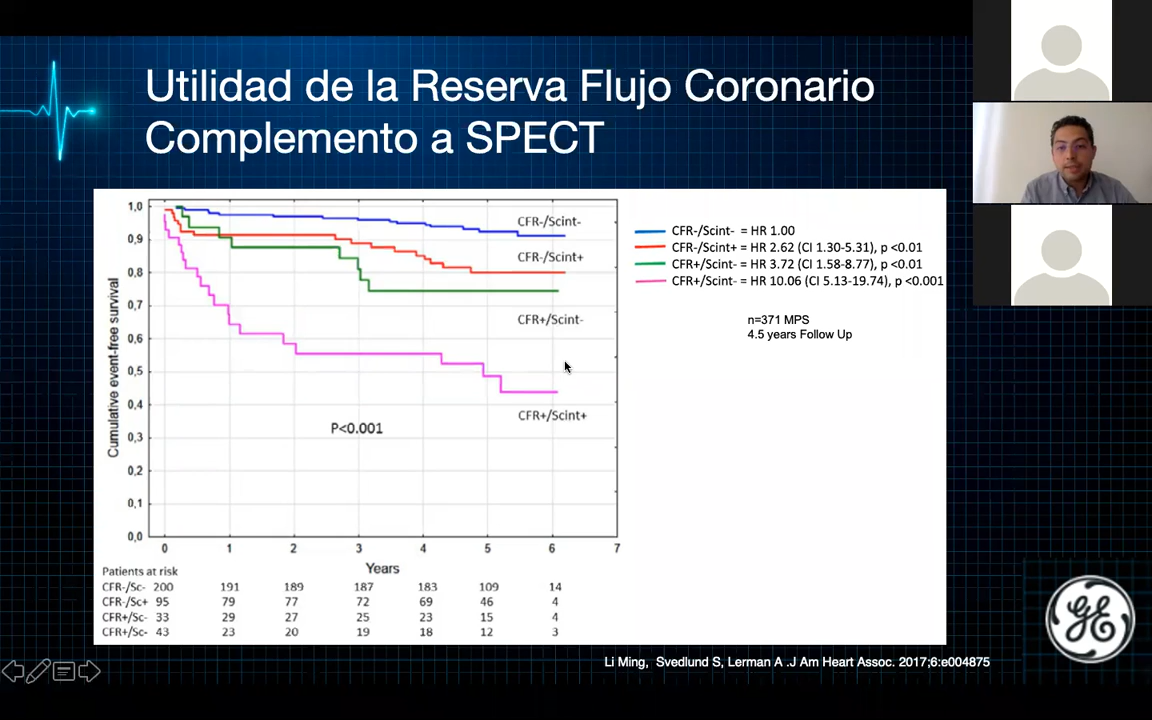 Utilidad de la Reserva Flujo Coronario
Complemento a SPECT
1,0
0,9
0,8
0,7
0,6
0,5
0,4
0,3
0,2
0,1
0,0
Cumulative event-free survival
CFR-/Scint-
CFR-/Scint+
CFR+/Scint-
CFR+/Scint+
P<0.001
0 1 2 3 4 5 6 7
Years
CFR-/Scint- = HR 1.00
CFR-/Scint+ = HR 2.62 (CI 1.30-5.31), p <0.01
CFR+/Scint- = HR 3.72 (CI 1.58-8.77), p <0.01
CFR+/Scint- = HR 10.06 (CI 5.13-19.74), p <0.001
n=371 MPS
4.5 years Follow Up
Patients at risk
CFR-/Sc- 200 191 189 187 183 109 14
CFR-/Sc+ 95 79 77 72 69 46 4
CFR+/Sc- 33 29 27 25 23 15 4
CFR+/Sc- 43 23 20 19 18 12 3
Li Ming, Svedlund S, Lerman A .J Am Heart Assoc. 2017;6:e004875
GE